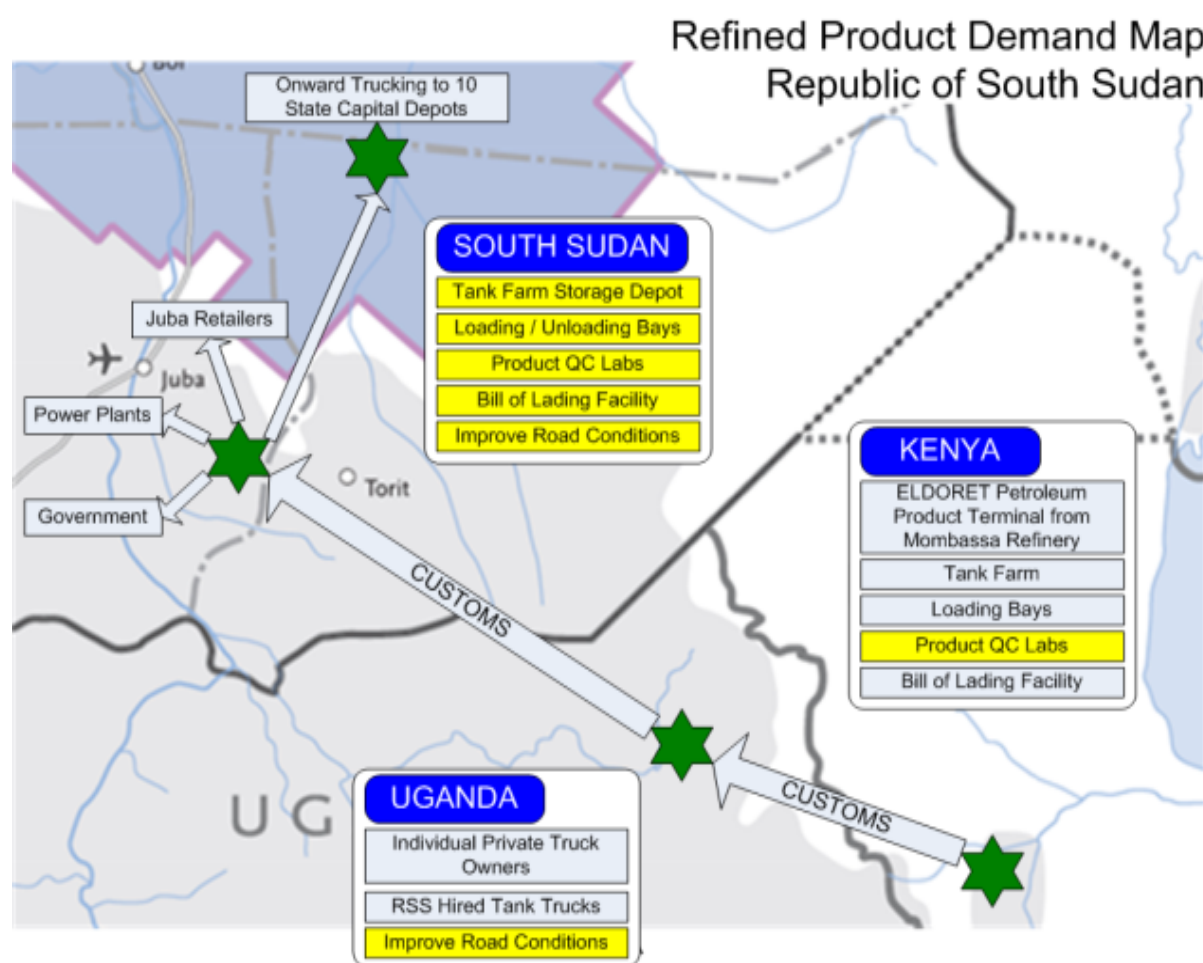 Refined Product Demand Map
Republic of South Sudan
Bor
Onward Trucking to 10
State Capital Depots
SOUTH SUDAN
Tank Farm Storage Depot
Loading / Unloading Bays
Product QC Labs
Bill of Lading Facility
Improve Road Conditions
Juba Retailers
Juba
Power Plants
Government
Torit
CUSTOMS
KENYA
ELDORET Petroleum
Product Terminal from
Mombassa Refinery
Tank Farm
Loading Bays
Product QC Labs
Bill of Lading Facility
CUSTOMS
U G
UGANDA
Individual Private Truck
Owners
RSS Hired Tank Trucks
Improve Road Conditions